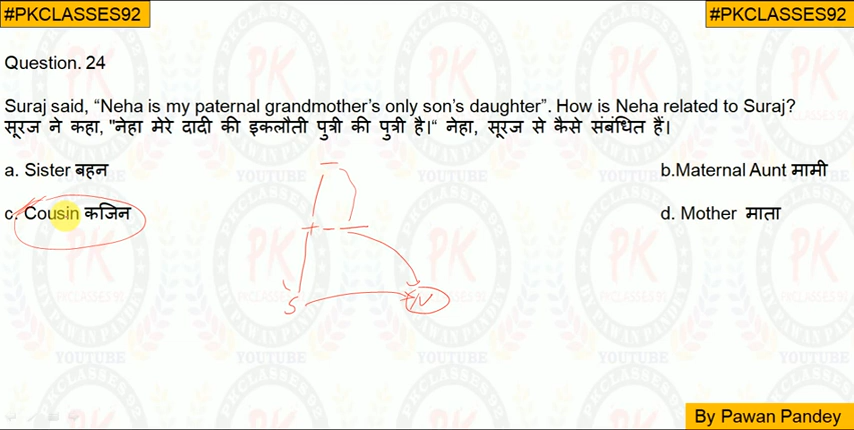 #PKCLASSES92 #PKCLASSES92
Question. 24
Suraj said, “Neha is my paternal grandmother’s only son’s daughter”. How is Neha related to Suraj?
सूरज ने कहा, "नेहा मेरे दादी की इकलौती पुत्री की पुत्री है।“ नेहा, सूरज से कैसे संबंधित हैं।
a. Sister बहन b.Maternal Aunt मामी
c. Cousin कजिन d. Mother माता
+ -
S N
By Pawan Pandey